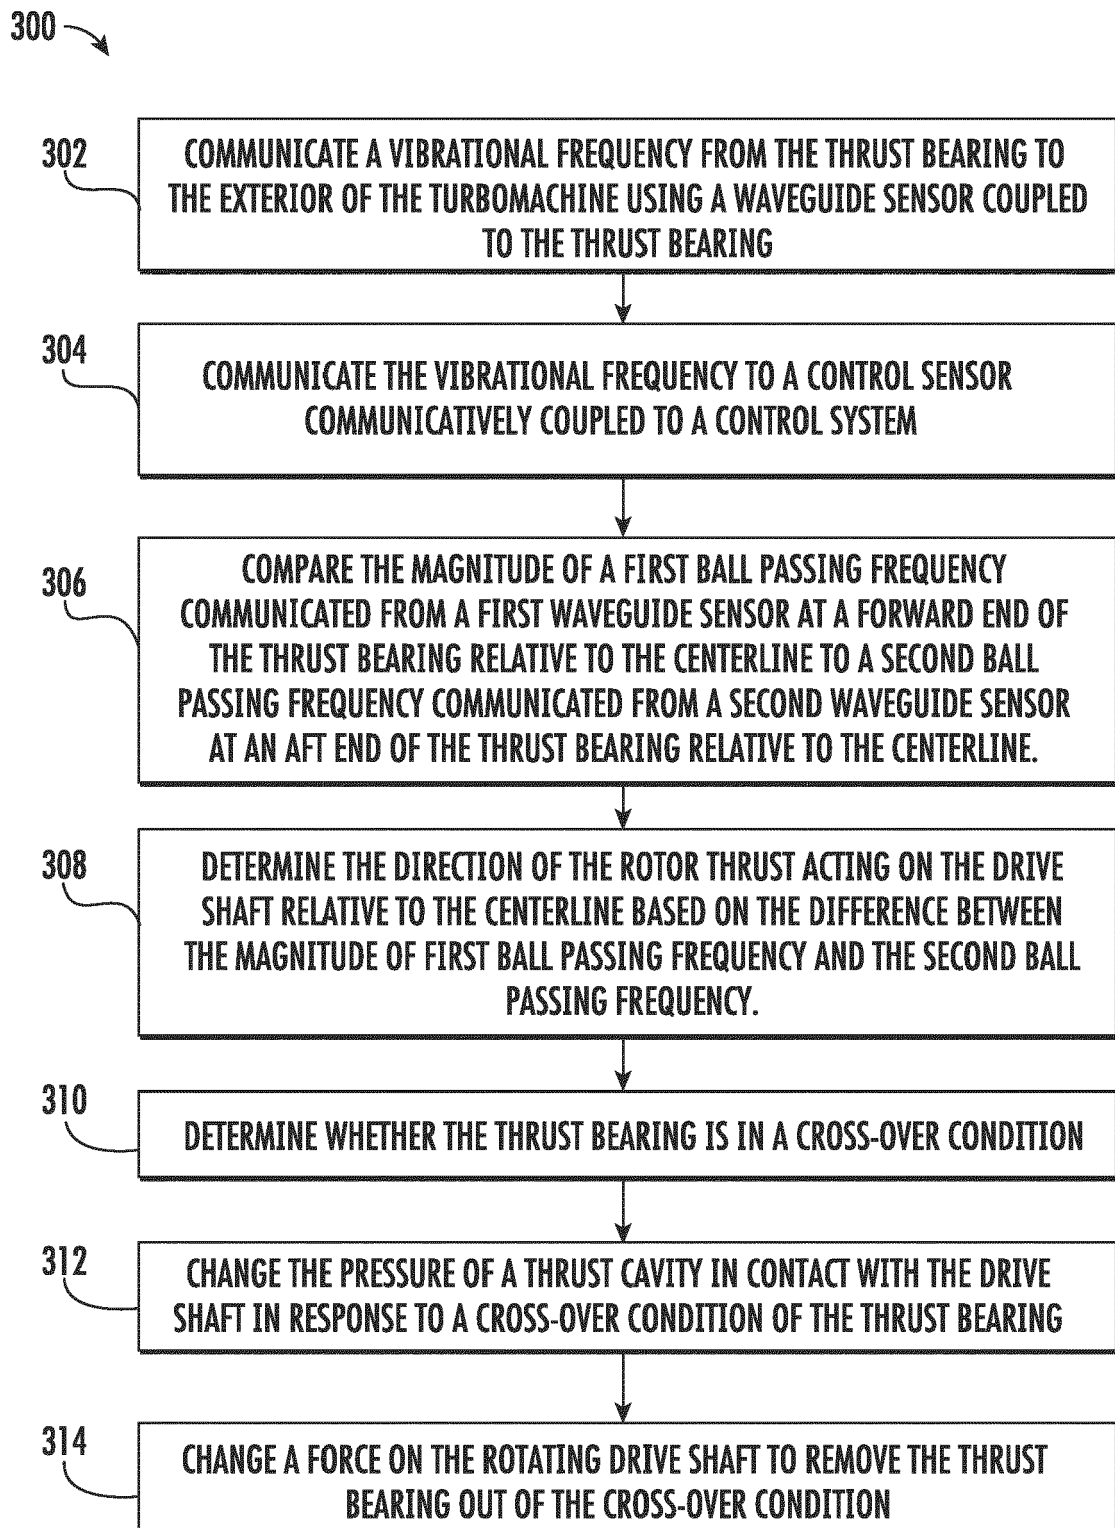 300
302
COMMUNICATE A VIBRATIONAL FREQUENCY FROM THE THRUST BEARING TO
THE EXTERIOR OF THE TURBOMACHINE USING A WAVEGUIDE SENSOR COUPLED
TO THE THRUST BEARING
304
COMMUNICATE THE VIBRATIONAL FREQUENCY TO A CONTROL SENSOR
COMMUNICATIVELY COUPLED TO A CONTROL SYSTEM
306
COMPARE THE MAGNITUDE OF A FIRST BALL PASSING FREQUENCY
COMMUNICATED FROM A FIRST WAVEGUIDE SENSOR AT A FORWARD END OF
THE THRUST BEARING RELATIVE TO THE CENTERLINE TO A SECOND BALL
PASSING FREQUENCY COMMUNICATED FROM A SECOND WAVEGUIDE SENSOR
AT AN AFT END OF THE THRUST BEARING RELATIVE TO THE CENTERLINE.
308
DETERMINE THE DIRECTION OF THE ROTOR THRUST ACTING ON THE DRIVE
SHAFT RELATIVE TO THE CENTERLINE BASED ON THE DIFFERENCE BETWEEN
THE MAGNITUDE OF FIRST BALL PASSING FREQUENCY AND THE SECOND BALL
PASSING FREQUENCY.
310
DETERMINE WHETHER THE THRUST BEARING IS IN A CROSS-OVER CONDITION
312
CHANGE THE PRESSURE OF A THRUST CAVITY IN CONTACT WITH THE DRIVE
SHAFT IN RESPONSE TO A CROSS-OVER CONDITION OF THE THRUST BEARING
314
CHANGE A FORCE ON THE ROTATING DRIVE SHAFT TO REMOVE THE THRUST
BEARING OUT OF THE CROSS-OVER CONDITION